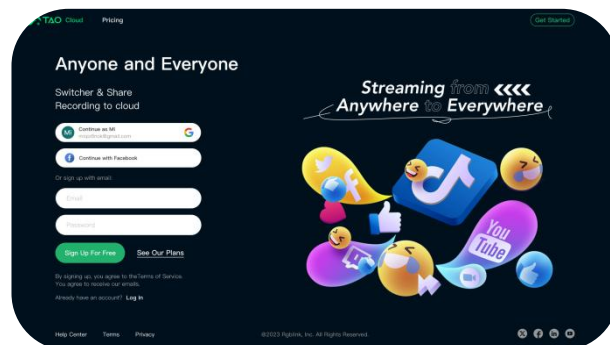 TAO Cloud
Pricing
Get Started
Anyone and Everyone
Switcher & Share
Recording to cloud
Continue as MI
Continue with Facebook
Or sign up with email:
Email
Password
Sign Up For Free
See Our Plans
By signing up, you agree to theTerms of Service.
You agree to receive our emails.
Already have an account? Log in
Streaming from
Anywhere to Everywhere
You
Tube
Help Center
Terms
Privacy
©2023 Rgblink, Inc. All Rights Reserved.